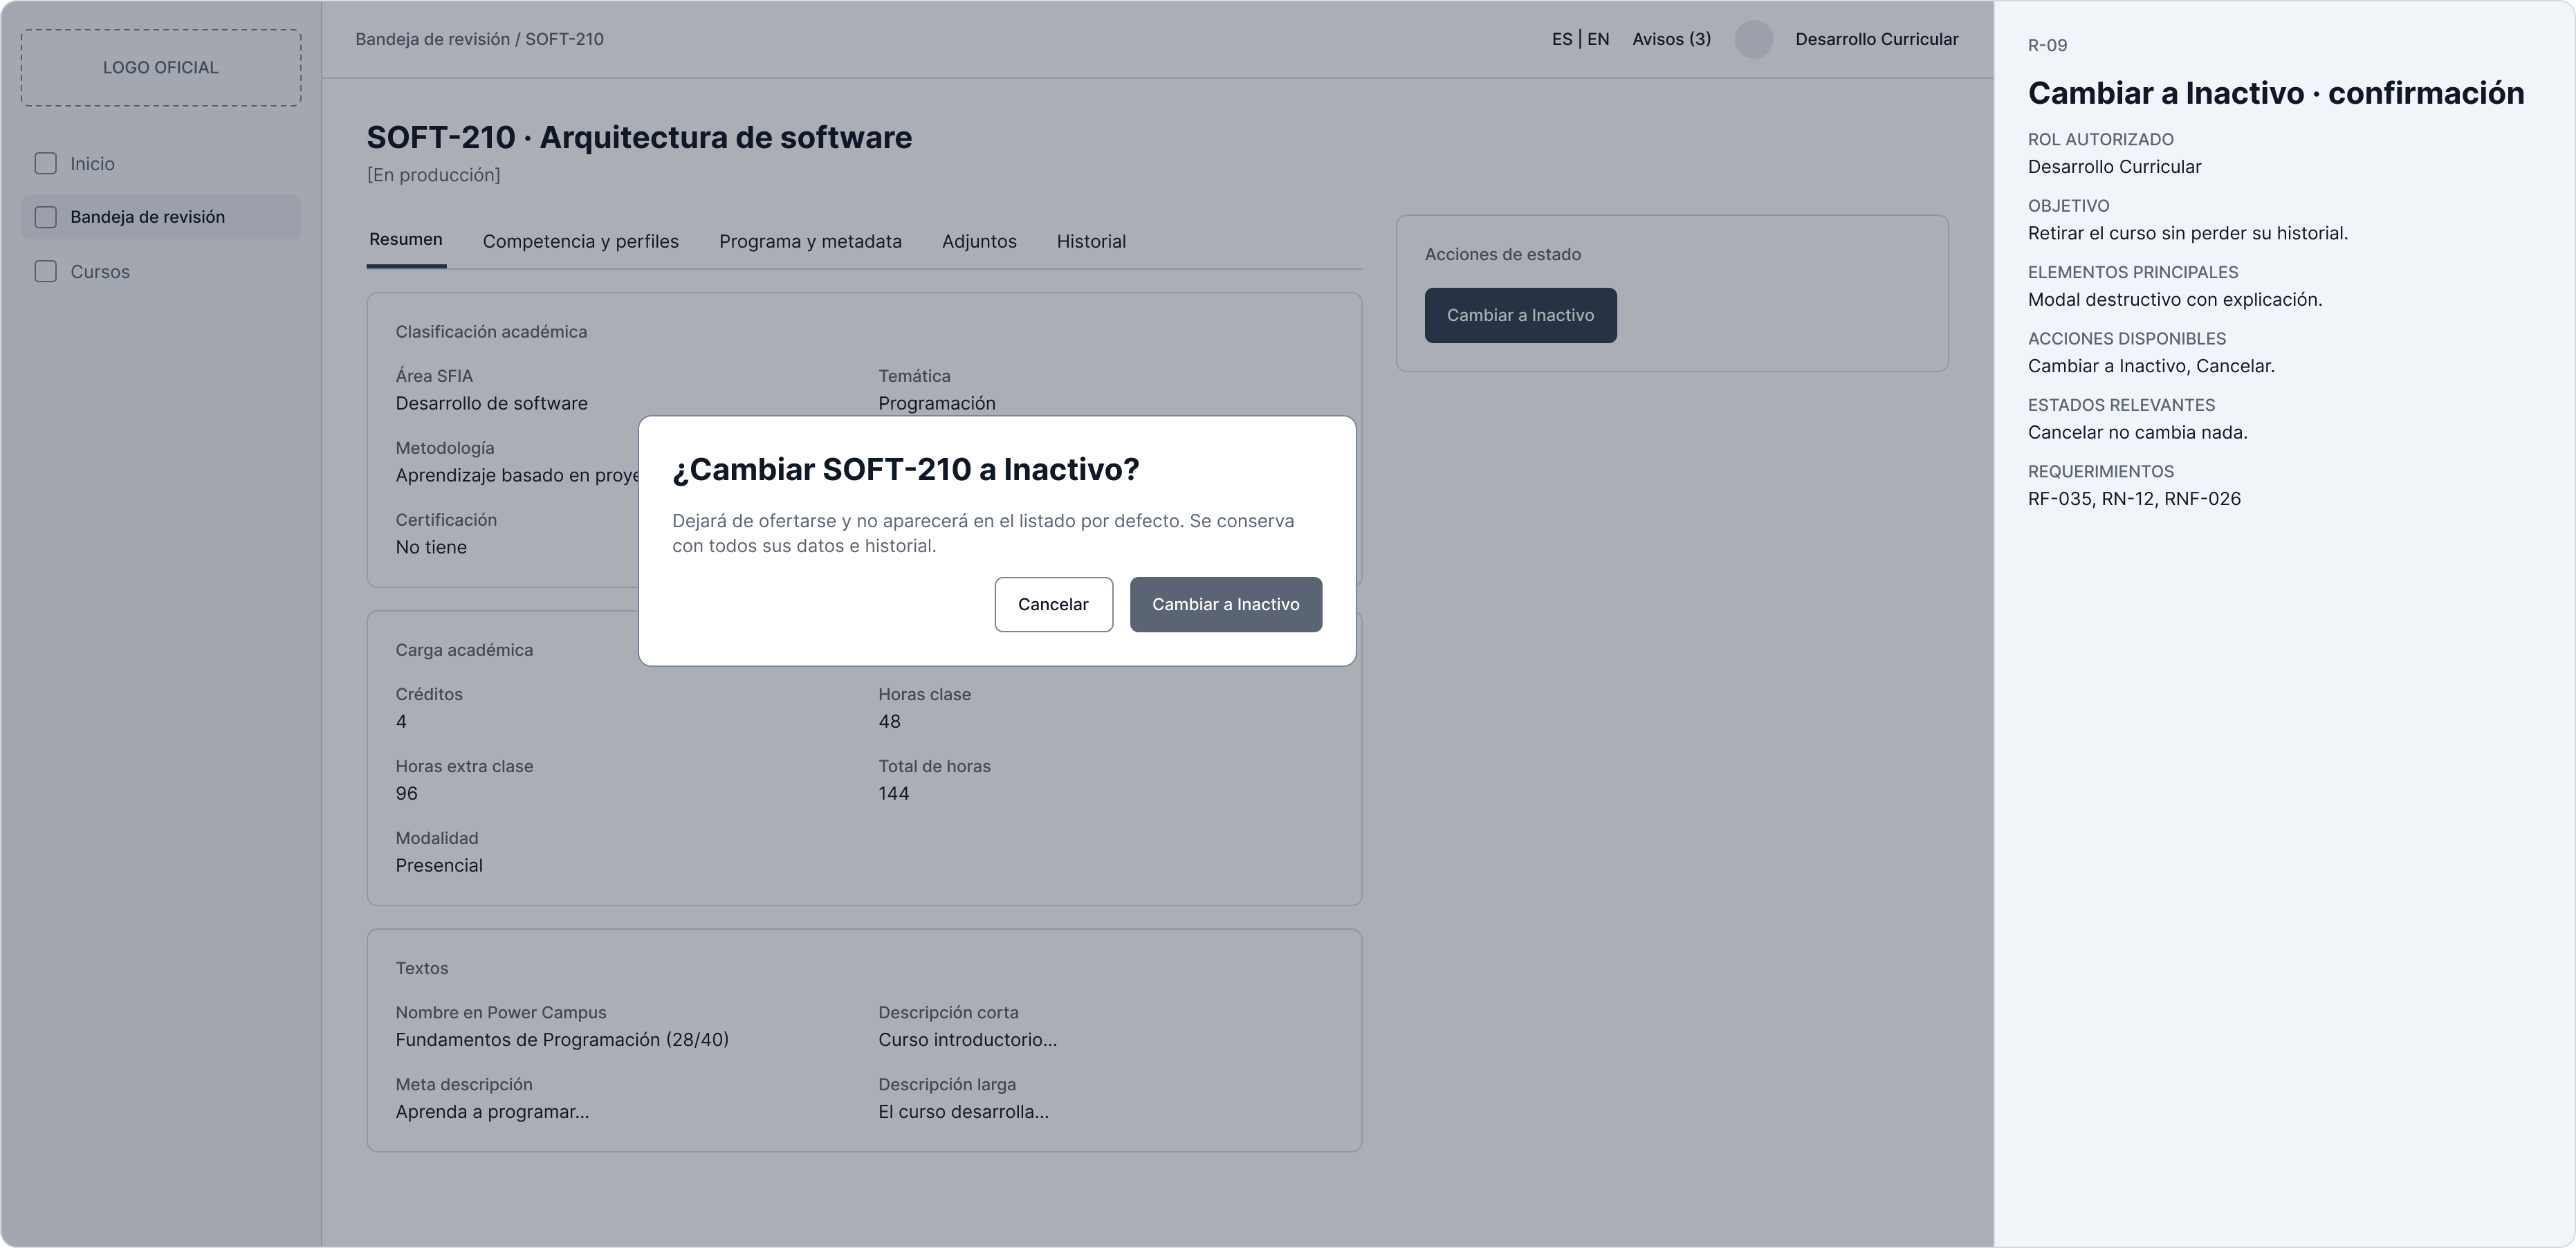 LOGO OFICIAL
Inicio
Bandeja de revisión
Cursos
Bandeja de revisión / SOFT-210
ES | EN
Avisos (3)
Desarrollo Curricular
SOFT-210 · Arquitectura de software
[En producción]
Resumen
Competencia y perfiles
Programa y metadata
Adjuntos
Historial
Clasificación académica
Área SFIA
Desarrollo de software
Temática
Programación
Metodología
Aprendizaje basado en proye
Certificación
No tiene
Acciones de estado
Cambiar a Inactivo
¿Cambiar SOFT-210 a Inactivo?
Dejará de ofertarse y no aparecerá en el listado por defecto. Se conserva
con todos sus datos e historial.
Cancelar
Cambiar a Inactivo
Carga académica
Créditos
4
Horas clase
48
Horas extra clase
96
Total de horas
144
Modalidad
Presencial
Textos
Nombre en Power Campus
Fundamentos de Programación (28/40)
Descripción corta
Curso introductorio...
Meta descripción
Aprenda a programar...
Descripción larga
El curso desarrolla...
R-09
Cambiar a Inactivo · confirmación
ROL AUTORIZADO
Desarrollo Curricular
OBJETIVO
Retirar el curso sin perder su historial.
ELEMENTOS PRINCIPALES
Modal destructivo con explicación.
ACCIONES DISPONIBLES
Cambiar a Inactivo, Cancelar.
ESTADOS RELEVANTES
Cancelar no cambia nada.
REQUERIMIENTOS
RF-035, RN-12, RNF-026